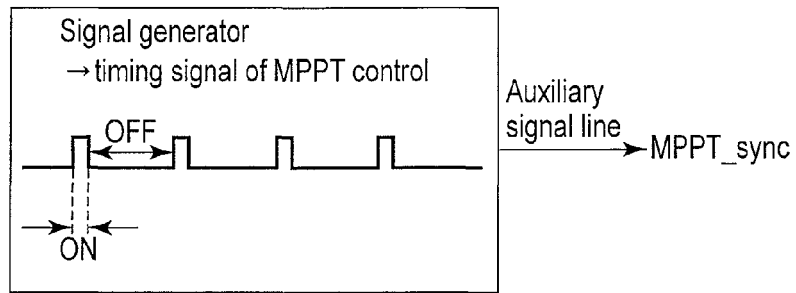 Signal generator
→timing signal of MPPT control
OFF
ON
Auxiliary
signal line
MPPT_sync